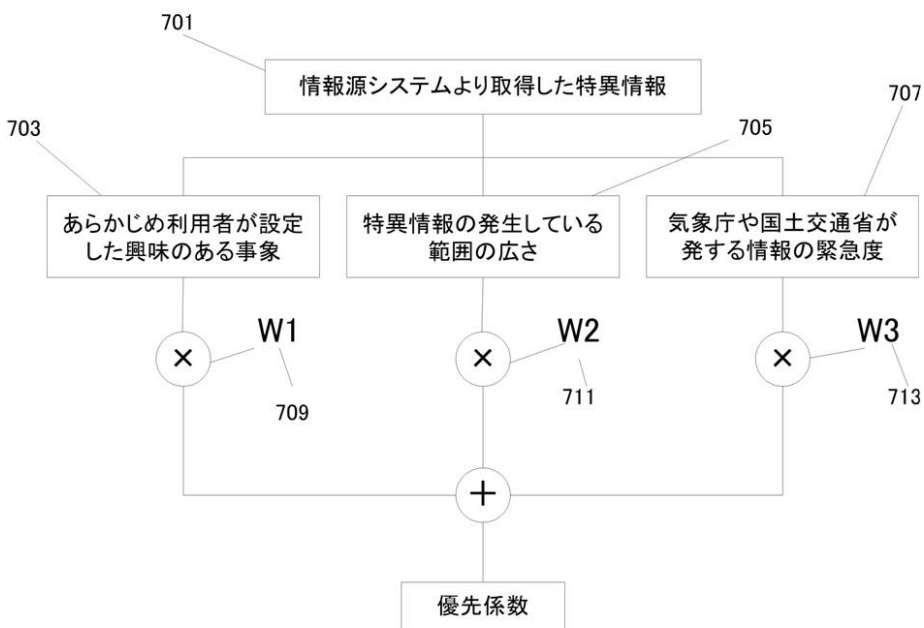 701
情報源システムより取得した特異情報
707
703
705
あらかじめ利用者が設定
した興味のある事象
特異情報の発生している
範囲の広さ
気象庁や国土交通省が
発する情報の緊急度
× W1
× W2
× W3
709
711
713
+
優先係数